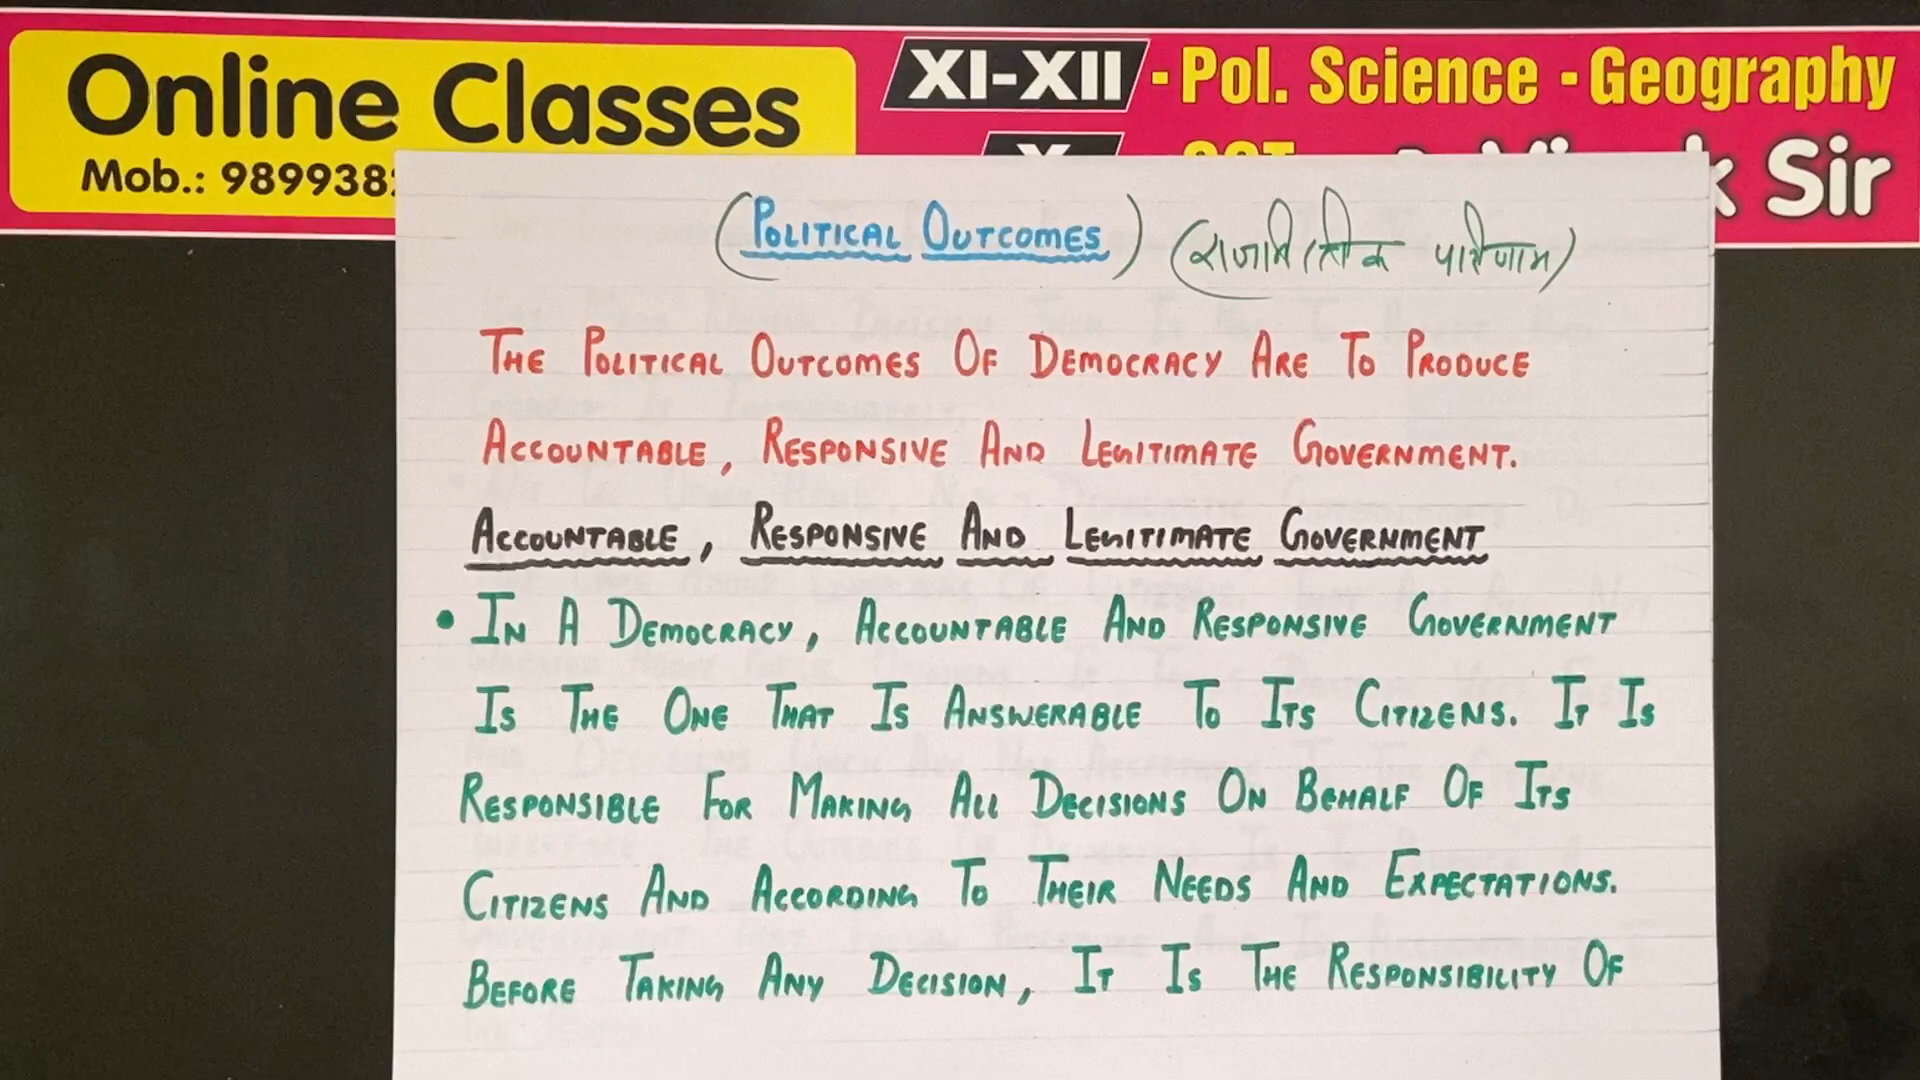 Online Classes
Mob.: 989938
XI-XII - Pol. Science - Geography
Sir
(POLITICAL OUTCOMES) (राजनीतिक परिणाम)
THE POLITICAL OUTCOMES OF DEMOCRACY ARE TO PRODUCE
ACCOUNTABLE, RESPONSIVE AND LEGITIMATE GOVERNMENT.
ACCOUNTABLE, RESPONSIVE AND LEGITIMATE GOVERNMENT
• IN A DEMOCRACY, ACCOUNTABLE AND RESPONSIVE GOVERNMENT
IS THE ONE THAT IS ANSWERABLE TO ITS CITIZENS. IT IS
RESPONSIBLE FOR MAKING ALL DECISIONS ON BEHALF OF ITS
CITIZENS AND ACCORDING TO THEIR NEEDS AND EXPECTATIONS.
BEFORE TAKING ANY DECISION, IT IS THE RESPONSIBILITY OF